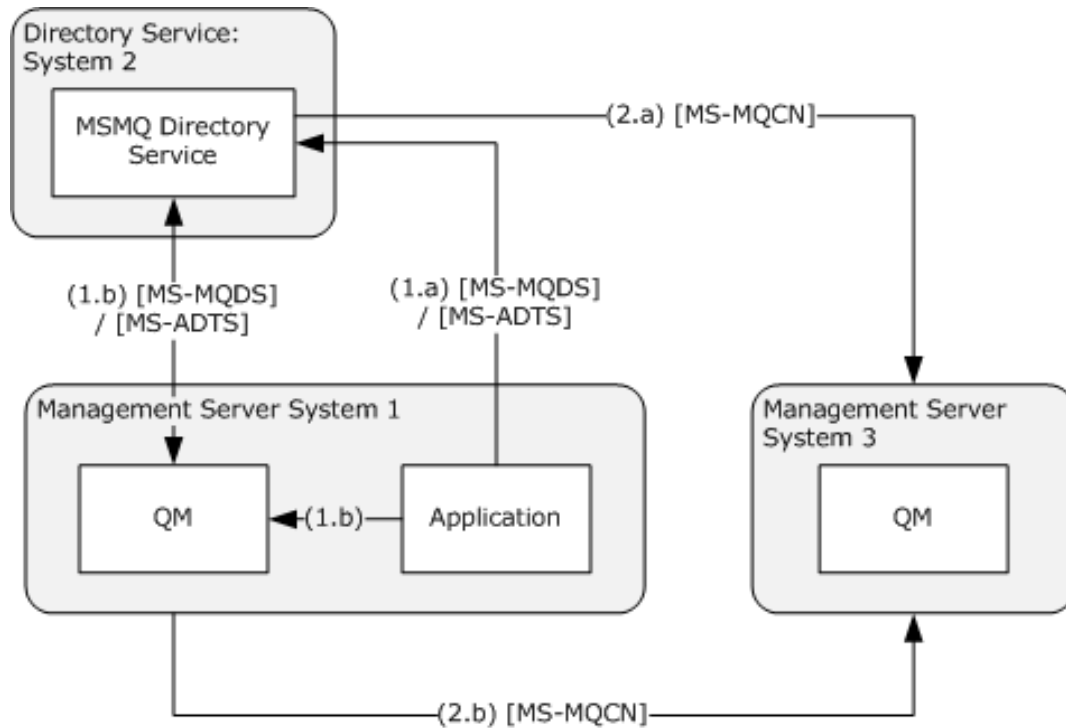 Directory Service:
System 2
MSMQ Directory
Service
(2.a) [MS-MQCN]
(1.b) [MS-MQDS]
/ [MS-ADTS]
(1.a) [MS-MQDS]
/ [MS-ADTS]
Management Server System 1
QM
(1.b)
Application
Management Server
System 3
QM
(2.b) [MS-MQCN]